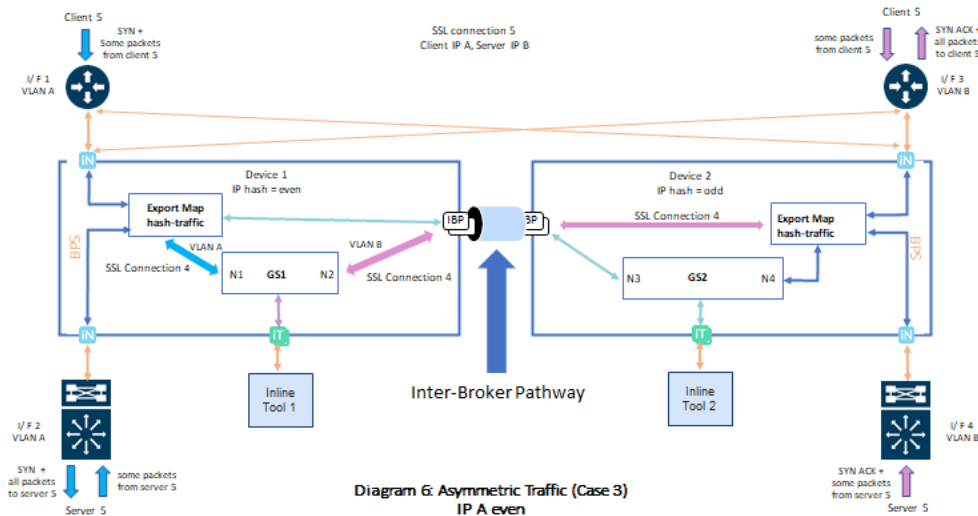 Client 5
SYN +
Some packets
from client 5
I/ F 1
VLAN A
SSL connection 5
Client IP A, Server IP B
Client 5
some packets
from client 5
SYN ACK +
all packets
to client 5
I/ F 3
VLAN B
iN
iN
Device 1
IP hash = even
Device 2
IP hash = odd
Export Map
hash-traffic
IBP
BP
SSL Connection 4
Export Map
hash-traffic
BPS
VLAN A
VLAN B
SSL Connection 4
SSL Connection 4
BPS
N1
GS1
N2
N3
GS2
N4
iN
iT
iT
iN
Inline
Tool 1
Inter-Broker Pathway
Inline
Tool 2
I/ F 2
VLAN A
I/ F 4
VLAN B
SYN +
all packets
to server 5
some packets
from server 5
SYN ACK +
some packets
from server 5
Server 5
Server 5
Diagram 6: Asymmetric Traffic (Case 3)
IP A even